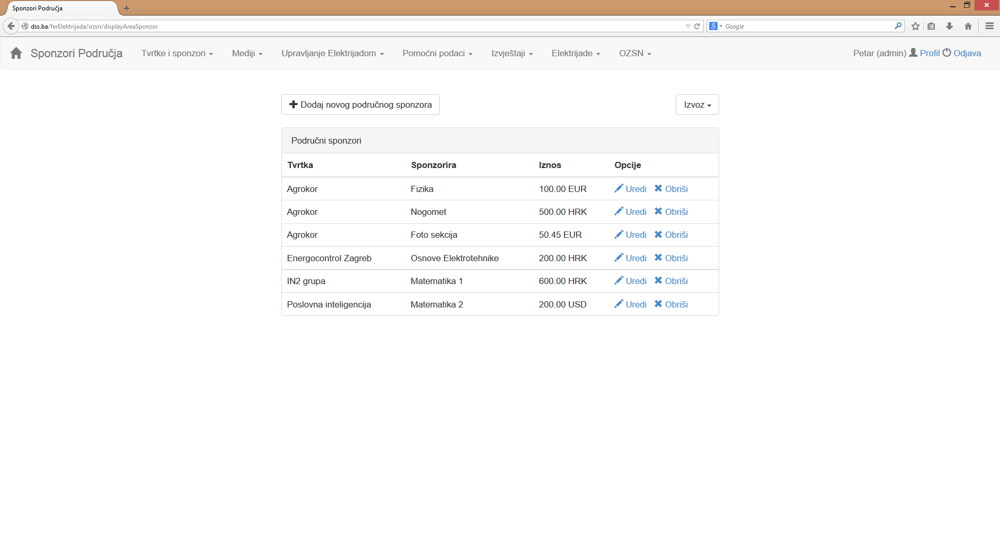 Sponzori Područja
dss.ba/ferElektrijada/ozsn/displayAreaSponzor
Google
Sponzori Područja Tvrtke i sponzori Mediji Upravljanje Elektrijadom Pomoćni podaci Izvještaji Elektrijade OZSN Petar (admin) Profil Odjava
Dodaj novog područnog sponzora Izvoz
Područni sponzori
Tvrtka Sponzorira Iznos Opcije
Agrokor Fizika 100.00 EUR Uredi Obriši
Agrokor Nogomet 500.00 HRK Uredi Obriši
Agrokor Foto sekcija 50.45 EUR Uredi Obriši
Energocontrol Zagreb Osnove Elektrotehnike 200.00 HRK Uredi Obriši
IN2 grupa Matematika 1 600.00 HRK Uredi Obriši
Poslovna inteligencija Matematika 2 200.00 USD Uredi Obriši